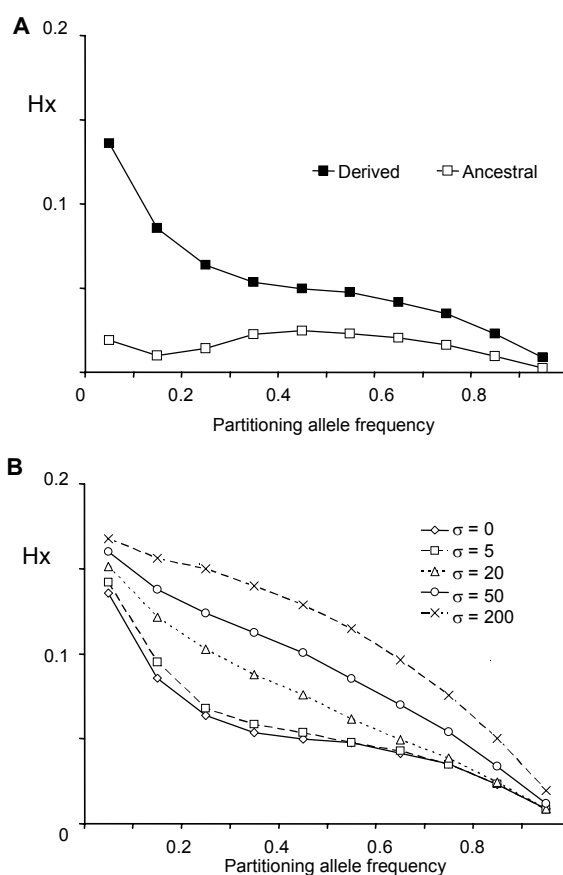 A
0.2
Hx
Derived
Ancestral
0.1
0
0.2
0.4
0.6
0.8
Partitioning allele frequency
B
0.2
Hx
σ = 0
σ = 5
σ = 20
σ = 50
σ = 200
0.1
0
0.2
0.4
0.6
0.8
Partitioning allele frequency